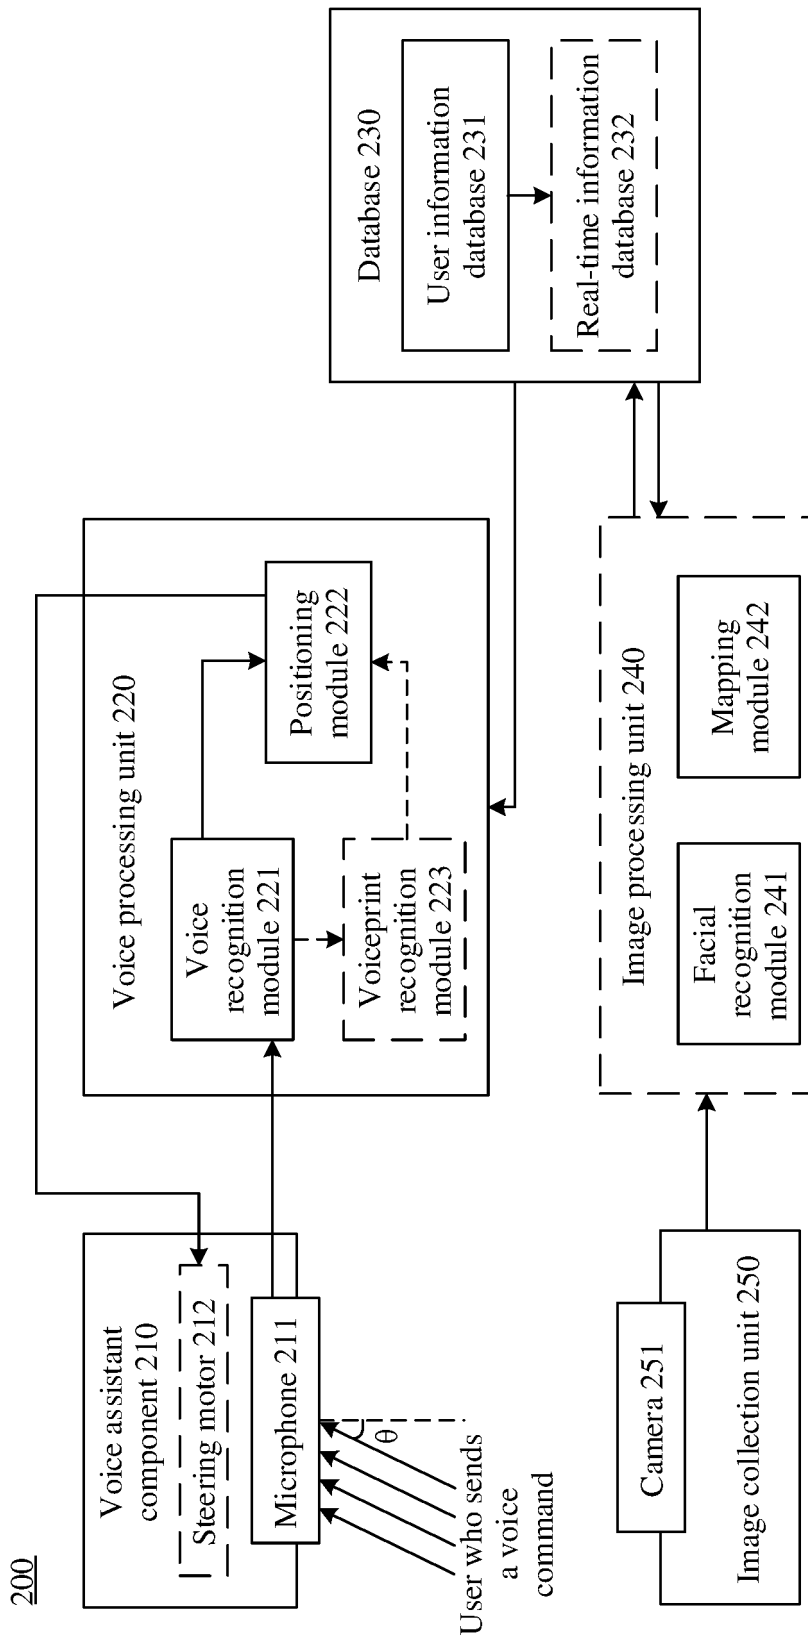 200
Voice assistant
component 210
Steering motor 212
Microphone 211
θ
User who sends
a voice
command
Voice processing unit 220
Voice
recognition
module 221
Positioning
module 222
Voiceprint
recognition
module 223
Database 230
User information
database 231
Real-time information
database 232
Camera 251
Image collection unit 250
Image processing unit 240
Facial
recognition
module 241
Mapping
module 242